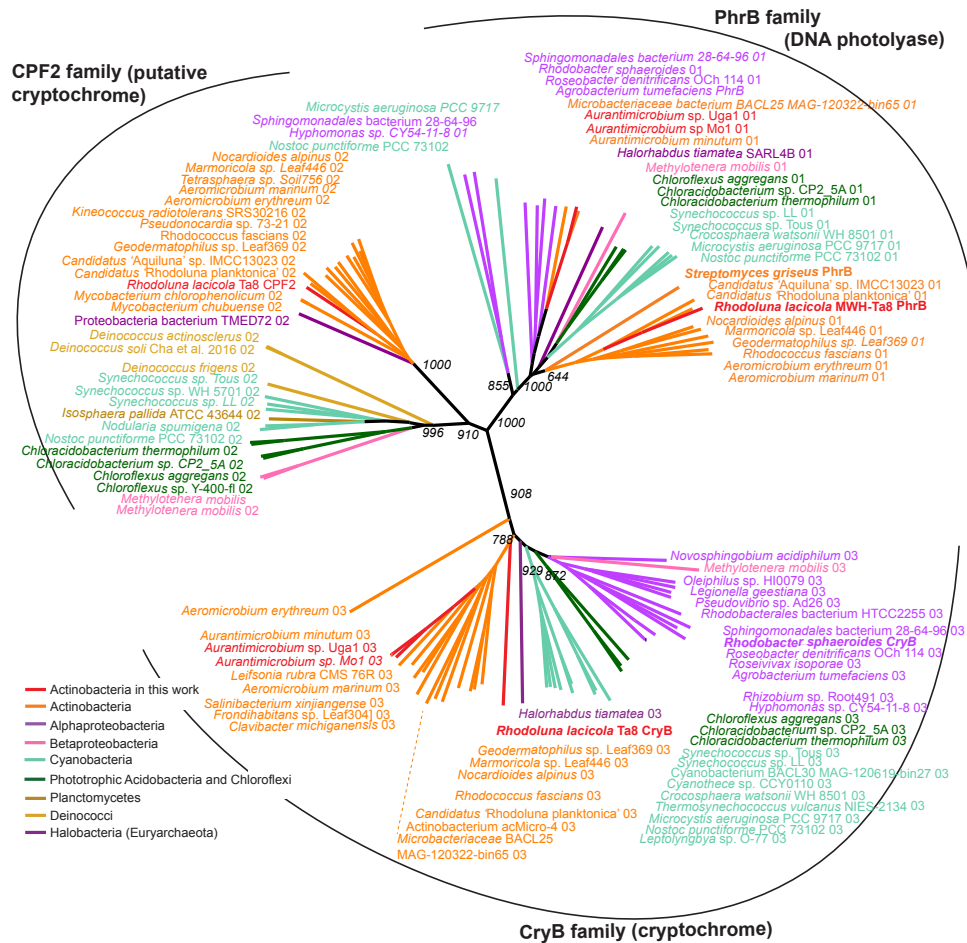 PhrB family
(DNA photolyase)
CPF2 family (putative
cryptochrome)
Sphingomonadales bacterium 28-64-96 01
Rhodobacter sphaeroides 01
Roseobacter denitrificans OCh 114 01
Agrobacterium tumefaciens PhrB
Microbacteriaceae bacterium BACL25 MAG-120322-bin65 01
Aurantimicrobium sp. Uga1 01
Aurantimicrobium sp Mo1 01
Aurantimicrobium minutum 01
Halorhabdus tiamatea SARL4B 01
Methylotenera mobilis 01
Chloroflexus aggregans 01
Chloracidobacterium sp. CP2_5A 01
Chloracidobacterium thermophilum 01
Synechococcus sp. LL 01
Synechococcus sp. Tous 01
Crocosphaera watsonii WH 8501 01
Microcystis aeruginosa PCC 9717 01
Nostoc punctiforme PCC 73102 01
Streptomyces griseus PhrB
Candidatus 'Aquiluna' sp. IMCC13023 01
Candidatus 'Rhodoluna planktonica' 01
Rhodoluna lacicola MWH-Ta8 PhrB
Nocardioides alpinus 01
Marmoricola sp. Leaf446 01
Geodermatophilus sp. Leaf369 01
Rhodococcus fascians 01
Aeromicrobium erythreum 01
Aeromicrobium marinum 01
Microcystis aeruginosa PCC 9717
Sphingomonadales bacterium 28-64-96
Hyphomonas sp. CY54-11-8 01
Nostoc punctiforme PCC 73102
Nocardioides alpinus 02
Marmoricola sp. Leaf446 02
Tetrasphaera sp. Soil756 02
Aeromicrobium marinum 02
Aeromicrobium erythreum 02
Kineococcus radiotolerans SRS30216 02
Pseudonocardia sp. 73-21 02
Rhodococcus fascians 02
Geodermatophilus sp. Leaf369 02
Candidatus 'Aquiluna' sp. IMCC13023 02
Candidatus 'Rhodoluna planktonica' 02
Rhodoluna lacicola Ta8 CPF2
Mycobacterium chlorophenolicum 02
Mycobacterium chubuense 02
Proteobacteria bacterium TMED72 02
Deinococcus actinosclerus 02
Deinococcus soli Cha et al. 2016 02
Deinococcus frigens 02
Synechococcus sp. Tous 02
Synechococcus sp. WH 5701 02
Synechococcus sp. LL 02
Isosphaera pallida ATCC 43644 02
Nodularia spumigena 02
Nostoc punctiforme PCC 73102 02
Chloracidobacterium thermophilum 02
Chloracidobacterium sp. CP2_5A 02
Chloroflexus aggregans 02
Chloroflexus sp. Y-400-fl 02
Methylotenera mobilis
Methylotenera mobilis 02
1000
855
1000
644
1000
996
910
908
788
929
872
Novosphingobium acidiphilum 03
Methylotenera mobilis 03
Oleiphilus sp. HI0079 03
Legionella geestiana 03
Pseudovibrio sp. Ad26 03
Rhodobacterales bacterium HTCC2255 03
Sphingomonadales bacterium 28-64-96 03
Rhodobacter sphaeroides CryB
Roseobacter denitrificans OCh 114 03
Roseivivax isoporae 03
Agrobacterium tumefaciens 03
Rhizobium sp. Root491 03
Hyphomonas sp. CY54-11-8 03
Chloroflexus aggregans 03
Chloracidobacterium sp. CP2_5A 03
Chloracidobacterium thermophilum 03
Synechococcus sp. Tous 03
Synechococcus sp. LL 03
Cyanobacterium BACL30 MAG-120619-bin27 03
Cyanothece sp. CCY0110 03
Crocosphaera watsonii WH 8501 03
Thermosynechococcus vulcanus NIES-2134 03
Microcystis aeruginosa PCC 9717 03
Nostoc punctiforme PCC 73102 03
Leptolyngbya sp. O-77 03
Aeromicrobium erythreum 03
Aurantimicrobium minutum 03
Aurantimicrobium sp. Uga1 03
Aurantimicrobium sp. Mo1 03
Leifsonia rubra CMS 76R 03
Aeromicrobium marinum 03
Salinibacterium xinjiangense 03
Frondihabitans sp. Leaf304] 03
Clavibacter michiganensis 03
Halorhabdus tiamatea 03
Rhodoluna lacicola Ta8 CryB
Geodermatophilus sp. Leaf369 03
Marmoricola sp. Leaf446 03
Nocardioides alpinus 03
Rhodococcus fascians 03
Candidatus 'Rhodoluna planktonica' 03
Actinobacterium acMicro-4 03
Microbacteriaceae BACL25
MAG-120322-bin65 03
Actinobacteria in this work
Actinobacteria
Alphaproteobacteria
Betaproteobacteria
Cyanobacteria
Phototrophic Acidobacteria and Chloroflexi
Planctomycetes
Deinococci
Halobacteria (Euryarchaeota)
CryB family (cryptochrome)